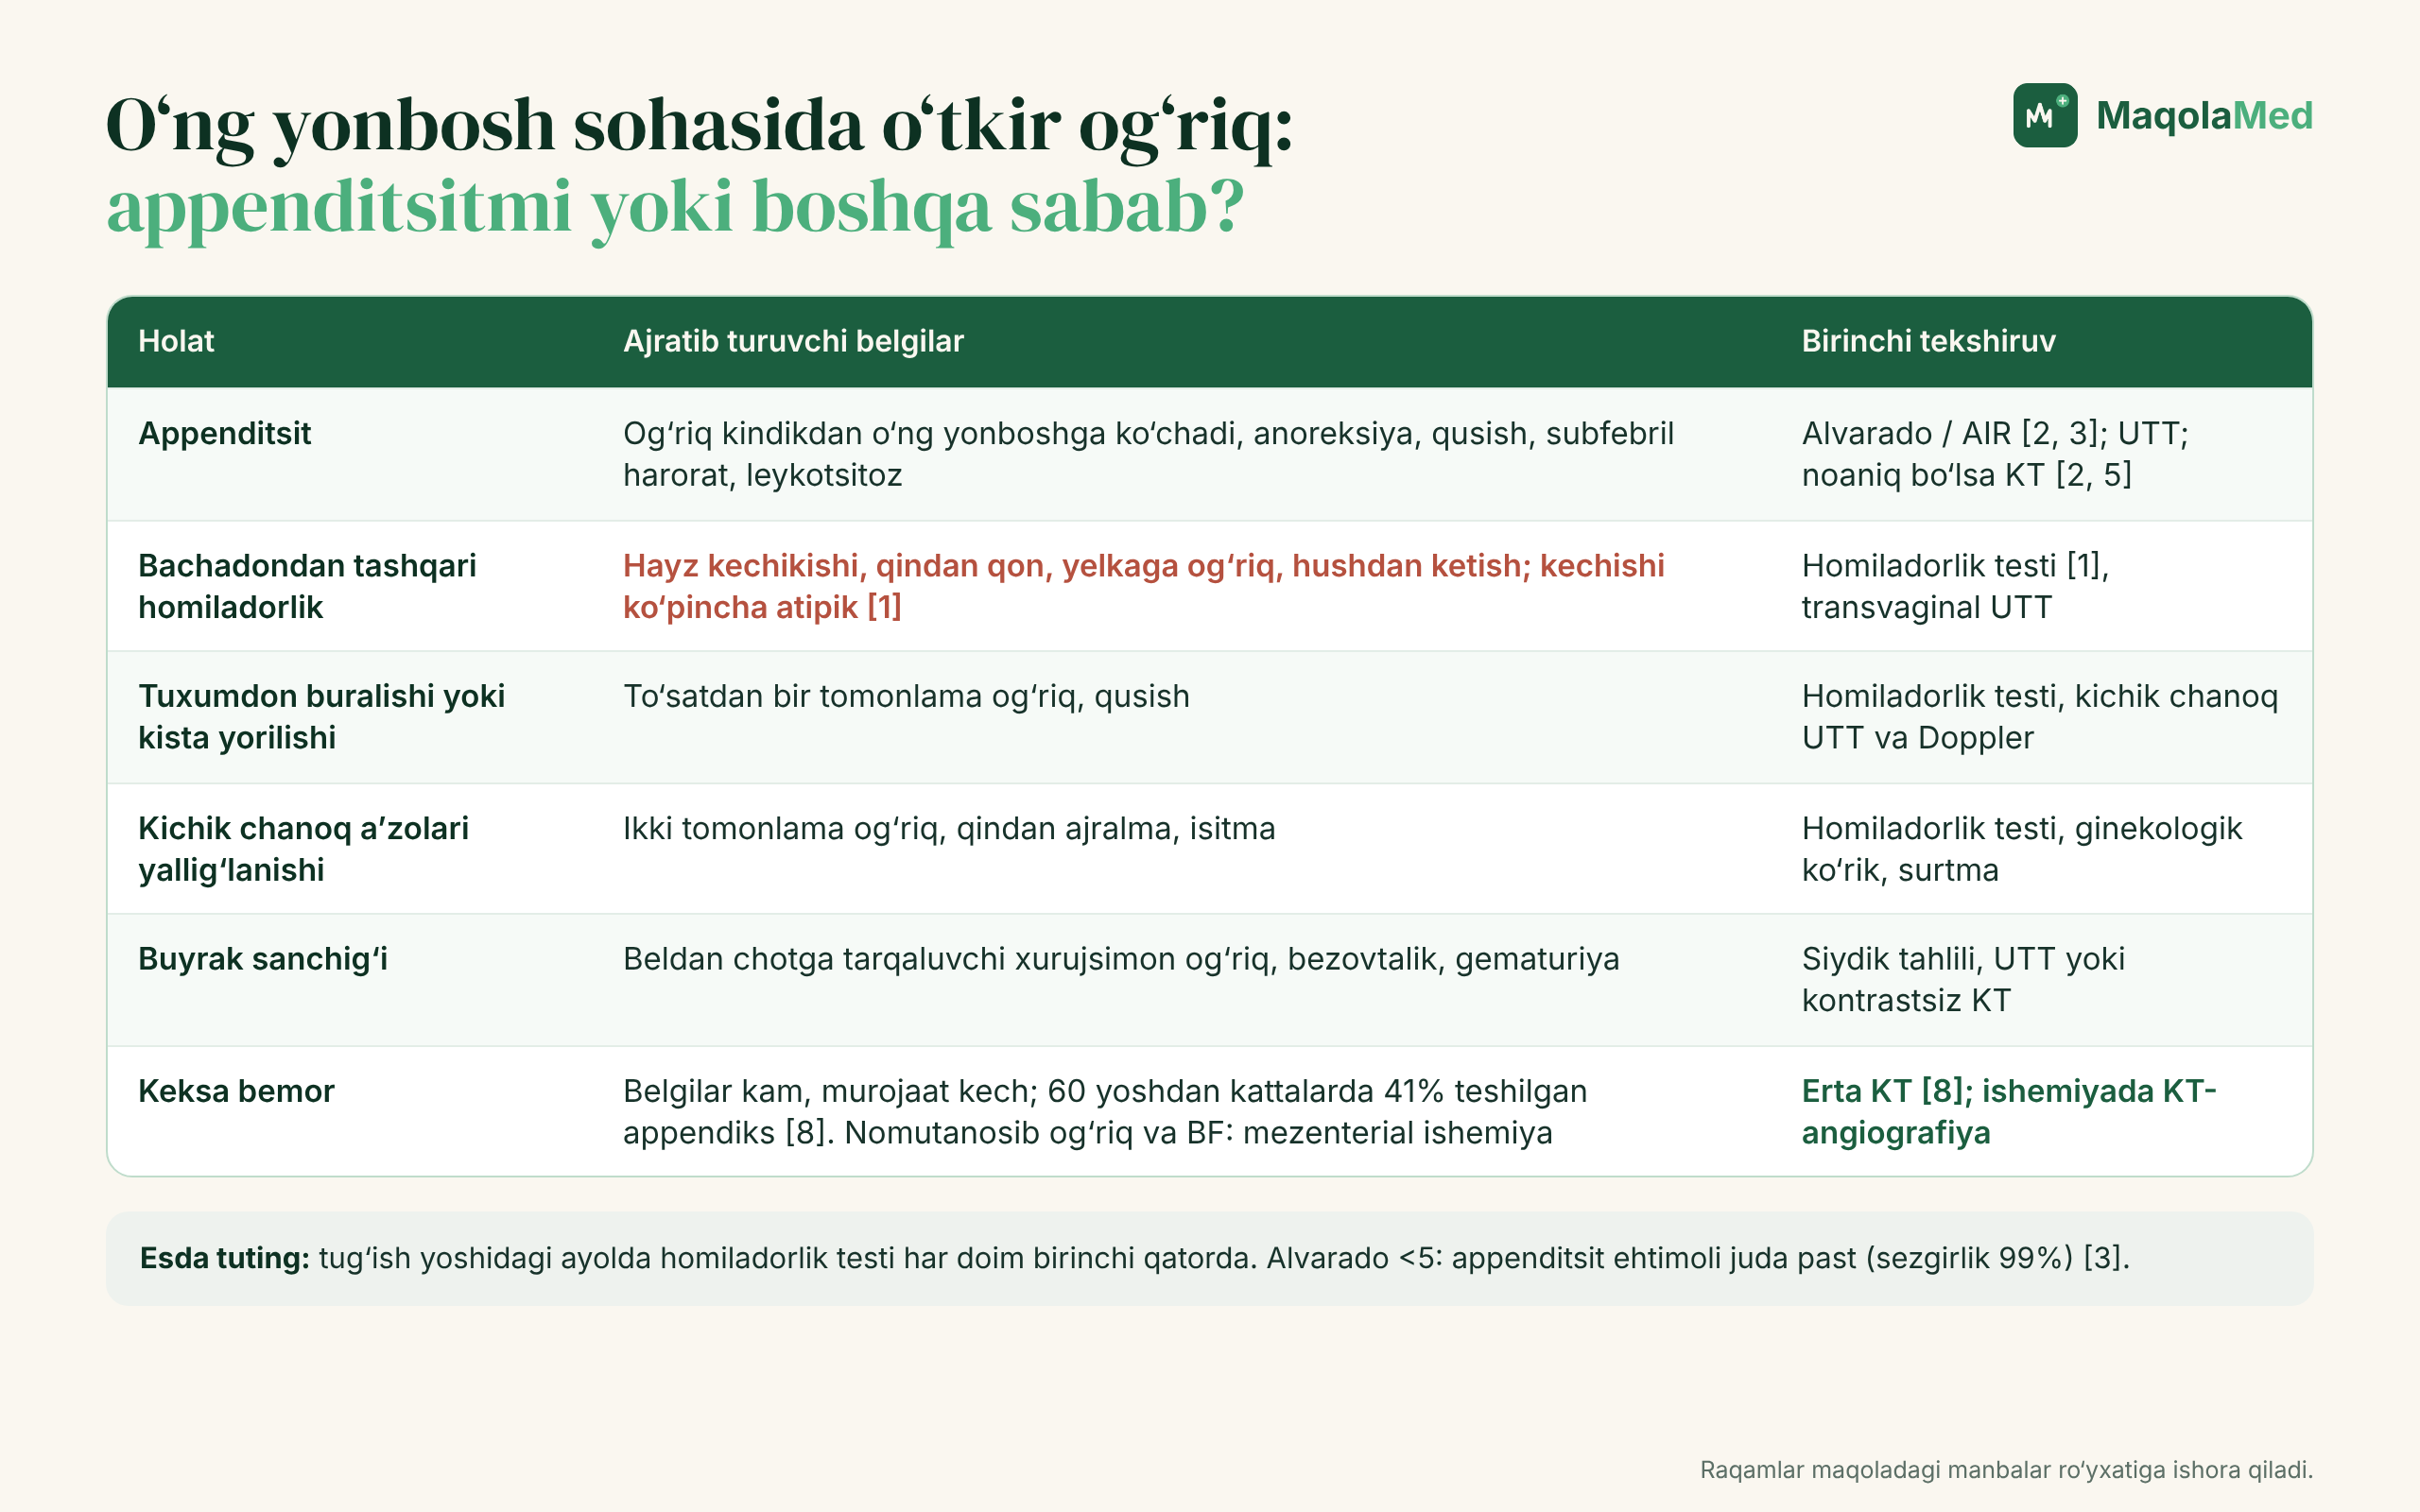 O‘ng yonbosh sohasida o‘tkir og‘riq:
appenditsitmi yoki boshqa sabab?
MaqolaMed
Holat
Ajratib turuvchi belgilar
Birinchi tekshiruv
Appenditsit
Og‘riq kindikdan o‘ng yonboshga ko‘chadi, anoreksiya, qusish, subfebril
harorat, leykotsitoz
Alvarado / AIR [2, 3]; UTT;
noaniq bo‘lsa KT [2, 5]
Bachadondan tashqari
homiladorlik
Hayz kechikishi, qindan qon, yelkaga og‘riq, hushdan ketish; kechishi
ko‘pincha atipik [1]
Homiladorlik testi [1],
transvaginal UTT
Tuxumdon buralishi yoki
kista yorilishi
To‘satdan bir tomonlama og‘riq, qusish
Homiladorlik testi, kichik chanoq
UTT va Doppler
Kichik chanoq a’zolari
yallig‘lanishi
Ikki tomonlama og‘riq, qindan ajralma, isitma
Homiladorlik testi, ginekologik
ko‘rik, surtma
Buyrak sanchig‘i
Beldan chotga tarqaluvchi xurujsimon og‘riq, bezovtalik, gematuriya
Siydik tahlili, UTT yoki
kontrastsiz KT
Keksa bemor
Belgilar kam, murojaat kech; 60 yoshdan kattalarda 41% teshilgan
appendiks [8]. Nomutanosib og‘riq va BF: mezenterial ishemiya
Erta KT [8]; ishemiyada KT-
angiografiya
Esda tuting: tug‘ish yoshidagi ayolda homiladorlik testi har doim birinchi qatorda. Alvarado <5: appenditsit ehtimoli juda past (sezgirlik 99%) [3].
Raqamlar maqoladagi manbalar ro‘yxatiga ishora qiladi.